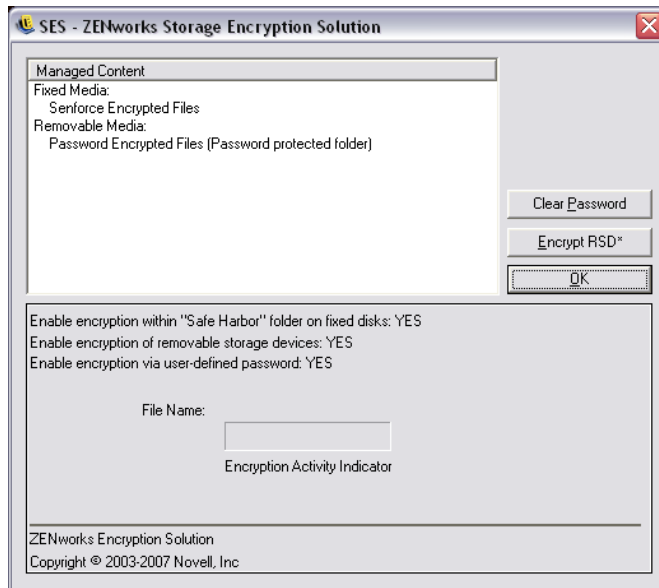 SES - ZENworks Storage Encryption Solution
Managed Content
Fixed Media:
Senforce Encrypted Files
Removable Media:
Password Encrypted Files (Password protected folder)
Clear Password
Encrypt RSD*
OK
Enable encryption within "Safe Harbor" folder on fixed disks: YES
Enable encryption of removable storage devices: YES
Enable encryption via user-defined password: YES
File Name:
Encryption Activity Indicator
ZENworks Encryption Solution
Copyright © 2003-2007 Novell, Inc